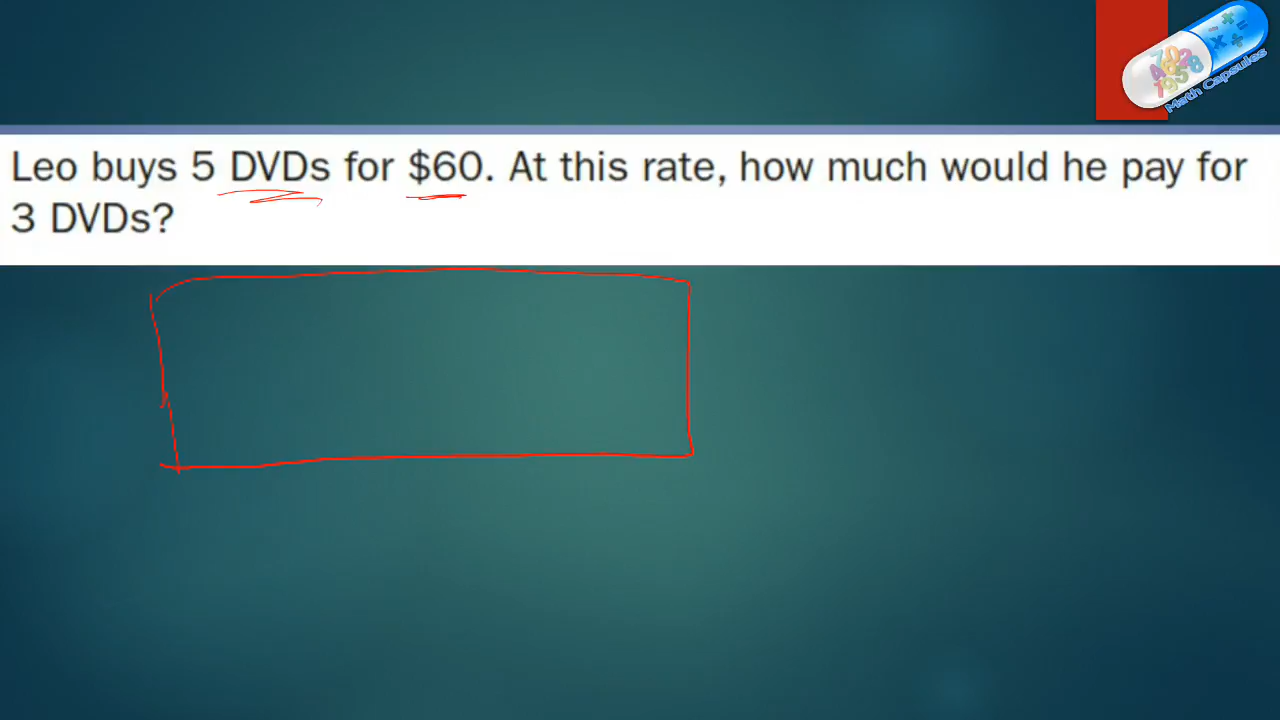 Leo buys 5 DVDs for $60. At this rate, how much would he pay for
3 DVDs?
Math Capsules